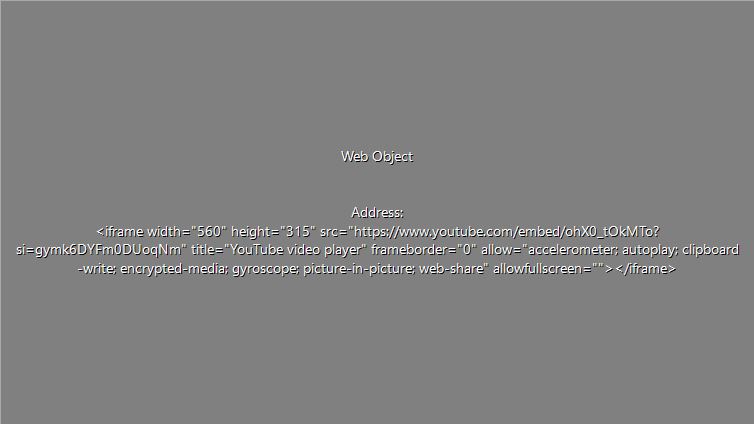 Web Object
Address:
<iframe width="560" height="315" src="https://www.youtube.com/embed/ohX0_tOkMTo?
si=gymk6DYFm0DUoqNm" title="YouTube video player" frameborder="0" allow="accelerometer; autoplay; clipboard
-write; encrypted-media; gyroscope; picture-in-picture; web-share" allowfullscreen=""></iframe>